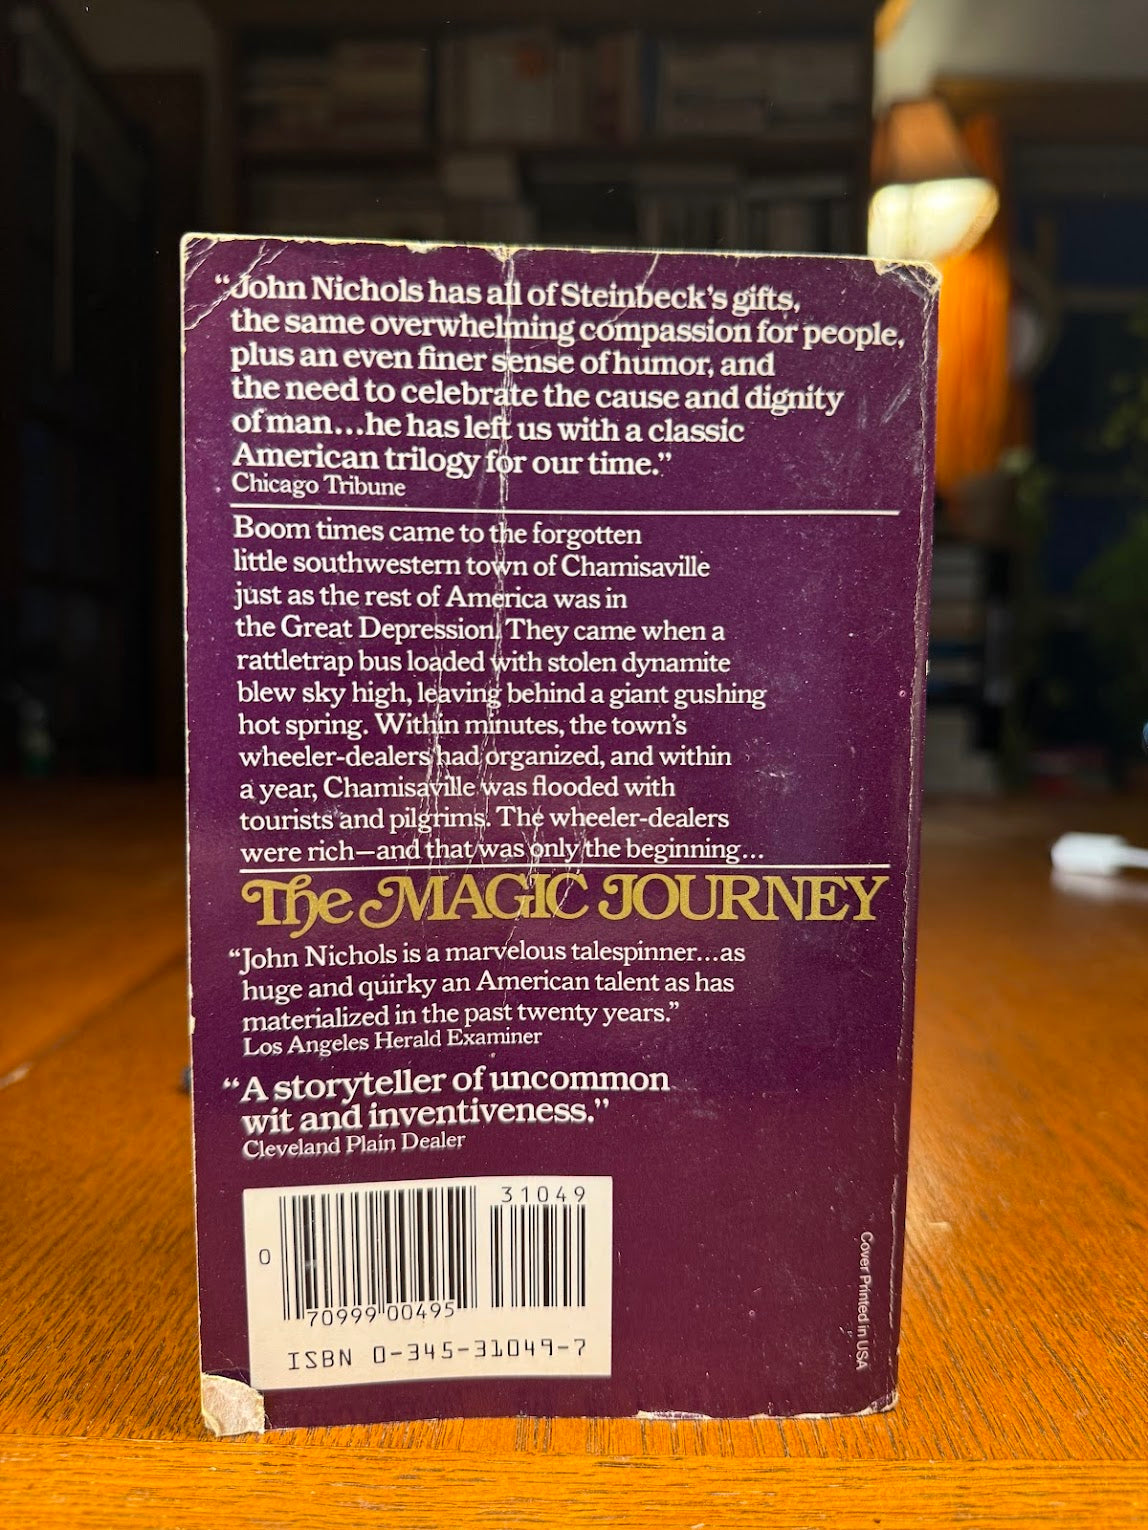 “John Nichols has all of Steinbeck’s gifts,
the same overwhelming compassion for people,
plus an even finer sense of humor, and
the need to celebrate the cause and dignity
of man...he has left us with a classic
American trilogy for our time.”
Chicago Tribune
Boom times came to the forgotten
little southwestern town of Chamisaville
just as the rest of America was in
the Great Depression. They came when a
rattletrap bus loaded with stolen dynamite
blew sky high, leaving behind a giant gushing
hot spring. Within minutes, the town’s
wheeler-dealers had organized, and within
a year, Chamisaville was flooded with
tourists and pilgrims. The wheeler-dealers
were rich—and that was only the beginning...
The MAGIC JOURNEY
“John Nichols is a marvelous talespinner...as
huge and quirky an American talent as has
materialized in the past twenty years.”
Los Angeles Herald Examiner
“A storyteller of uncommon
wit and inventiveness.”
Cleveland Plain Dealer
31049
0
70999 00495
ISBN 0-345-31049-7
Cover Printed in USA